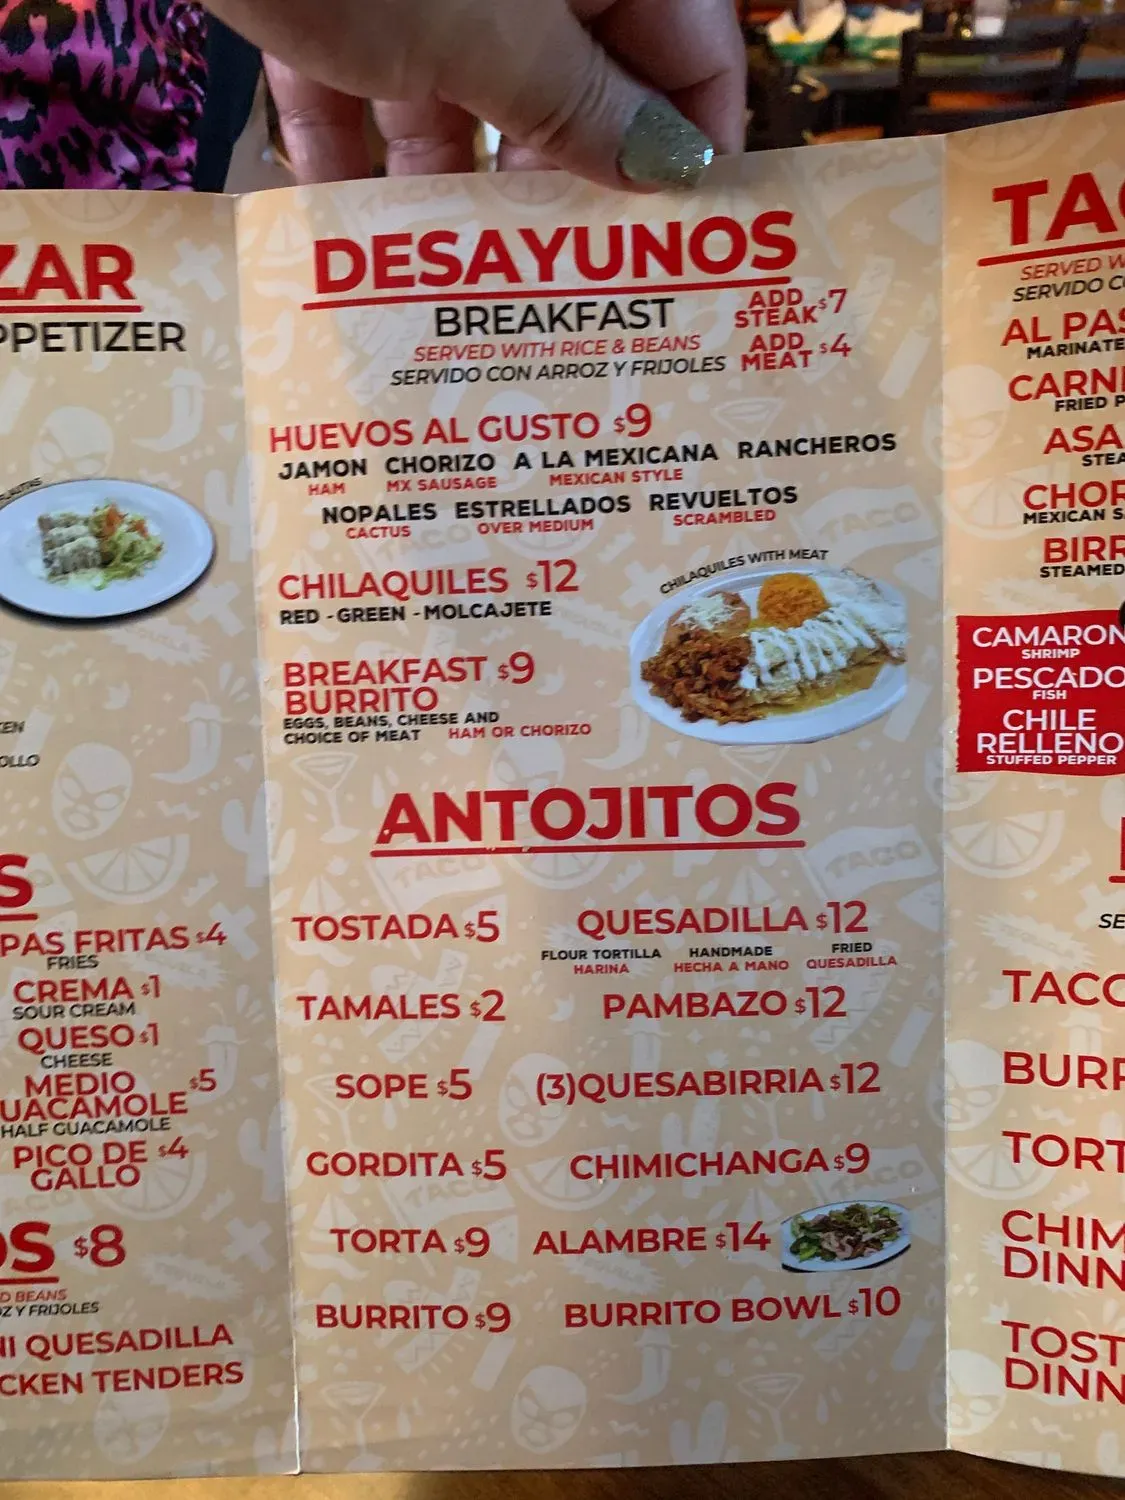 DESAYUNOS
BREAKFAST
ADD STEAK $7
SERVED WITH RICE & BEANS
ADD MEAT $4
SERVIDO CON ARROZ Y FRIJOLES
HUEVOS AL GUSTO $9
JAMON CHORIZO A LA MEXICANA RANCHEROS
HAM MX SAUSAGE MEXICAN STYLE
NOPALES ESTRELLADOS REVUELTOS
CACTUS OVER MEDIUM SCRAMBLED
CHILAQUILES $12
RED - GREEN - MOLCAJETE
CHILAQUILES WITH MEAT
BREAKFAST $9
BURRITO
EGGS, BEANS, CHEESE AND
CHOICE OF MEAT HAM OR CHORIZO
ANTOJITOS
TOSTADA $5 QUESADILLA $12
FLOUR TORTILLA HANDMADE FRIED
HARINA HECHA A MANO QUESADILLA
TAMALES $2 PAMBAZO $12
SOPE $5 (3)QUESABIRRIA $12
GORDITA $5 CHIMICHANGA $9
TORTA $9 ALAMBRE $14
BURRITO $9 BURRITO BOWL $10
ZAR
PPETIZER
OLLO
S
PAS FRITAS $4
FRIES
CREMA $1
SOUR CREAM
QUESO $1
CHEESE
MEDIO $5
UACAMOLE
HALF GUACAMOLE
PICO DE $4
GALLO
OS $8
D BEANS
OZ Y FRIJOLES
NI QUESADILLA
CKEN TENDERS
TAC
SERVED W
SERVIDO CO
AL PAS
MARINATE
CARNI
FRIED P
ASA
STEA
CHOR
MEXICAN S
BIRR
STEAMED
CAMARON
SHRIMP
PESCADO
FISH
CHILE
RELLENO
STUFFED PEPPER
SE
TACO
BURR
TORT
CHIM
DINN
TOST
DINN